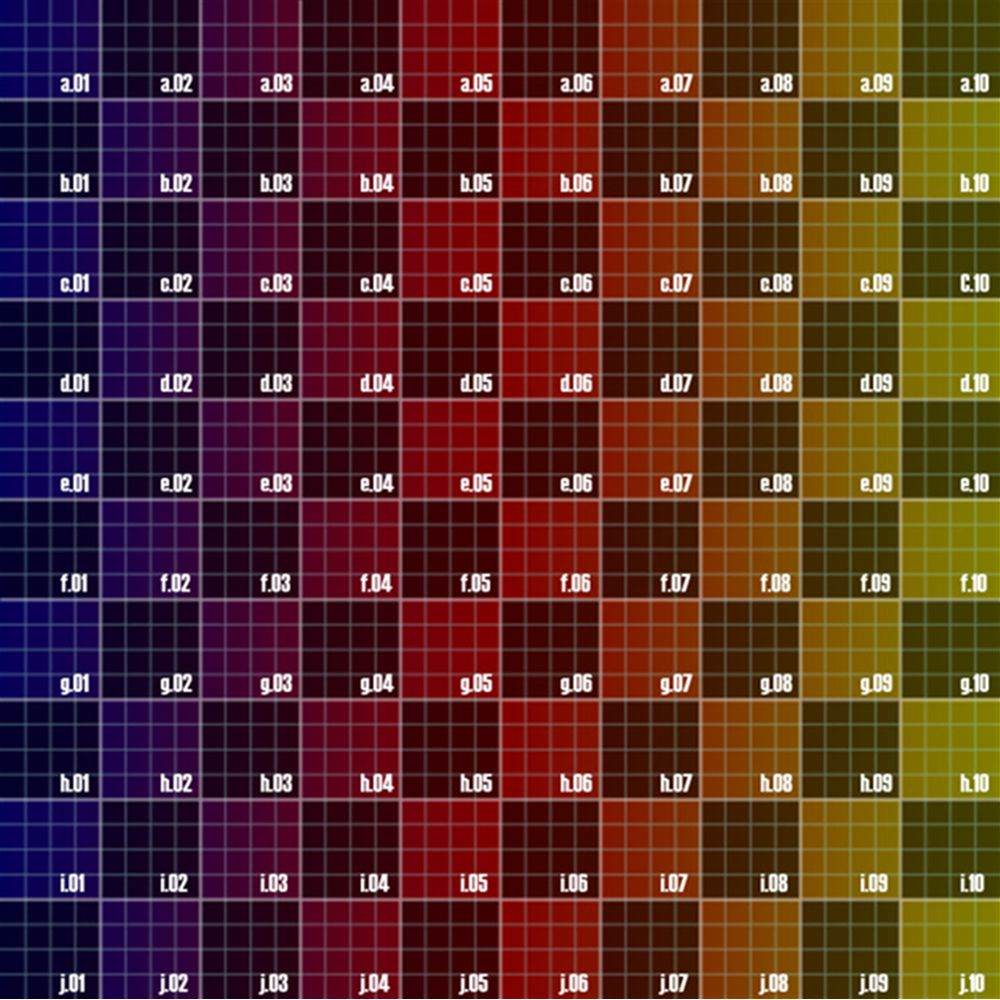 a.01 a.02 a.03 a.04 a.05 a.06 a.07 a.08 a.09 a.10
b.01 b.02 b.03 b.04 b.05 b.06 b.07 b.08 b.09 b.10
c.01 c.02 c.03 c.04 c.05 c.06 c.07 c.08 c.09 C.10
d.01 d.02 d.03 d.04 d.05 d.06 d.07 d.08 d.09 d.10
e.01 e.02 e.03 e.04 e.05 e.06 e.07 e.08 e.09 e.10
f.01 f.02 f.03 f.04 f.05 f.06 f.07 f.08 f.09 f.10
g.01 g.02 g.03 g.04 g.05 g.06 g.07 g.08 g.09 g.10
h.01 h.02 h.03 h.04 h.05 h.06 h.07 h.08 h.09 h.10
i.01 i.02 i.03 i.04 i.05 i.06 i.07 i.08 i.09 i.10
j.01 j.02 j.03 j.04 j.05 j.06 j.07 j.08 j.09 j.10